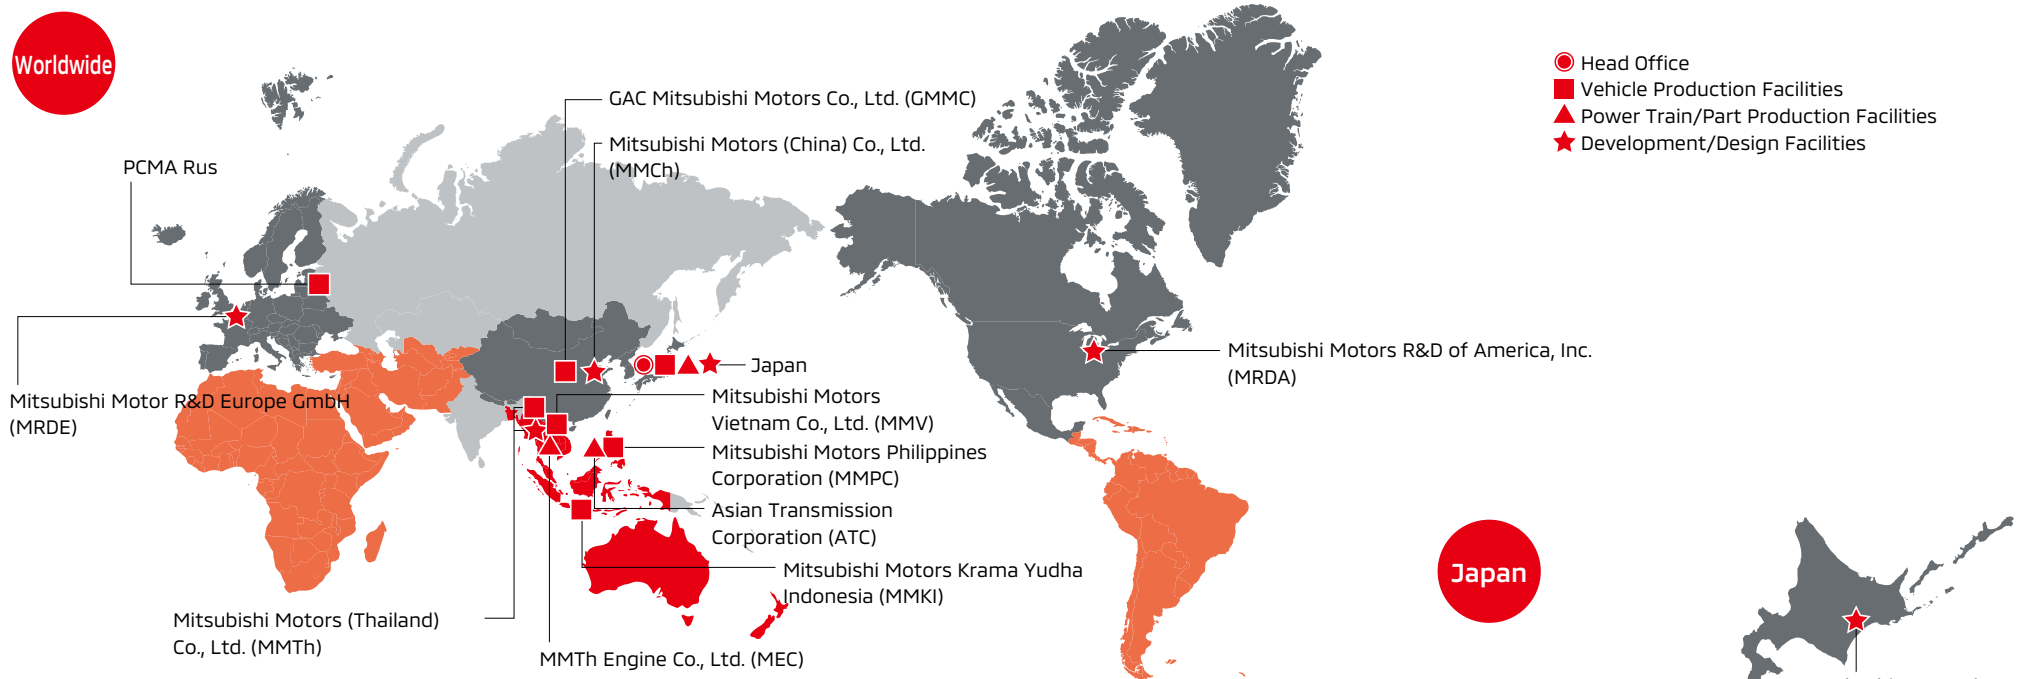 Worldwide
Head Office
Vehicle Production Facilities
Power Train/Part Production Facilities
Development/Design Facilities
GAC Mitsubishi Motors Co., Ltd. (GMMC)
Mitsubishi Motors (China) Co., Ltd.
(MMCh)
PCMA Rus
Mitsubishi Motors R&D of America, Inc.
(MRDA)
Japan
Mitsubishi Motor R&D Europe GmbH
(MRDE)
Mitsubishi Motors
Vietnam Co., Ltd. (MMV)
Mitsubishi Motors Philippines
Corporation (MMPC)
Asian Transmission
Corporation (ATC)
Mitsubishi Motors Krama Yudha
Indonesia (MMKI)
Mitsubishi Motors (Thailand)
Co., Ltd. (MMTh)
MMTh Engine Co., Ltd. (MEC)
Japan